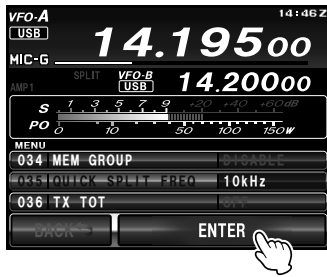 VFO-A 14:46Z
USB 14.19500
MIC-G
AMP1 SPLIT VFO-B
USB 14.20000
S 1 3 5 7 9 +20 +40 +60dB
PO 0 10 50 100 150W
MENU
034 MEM GROUP DISABLE
035 QUICK SPLIT FREQ 10kHz
036 TX TOT OFF
BACK ENTER